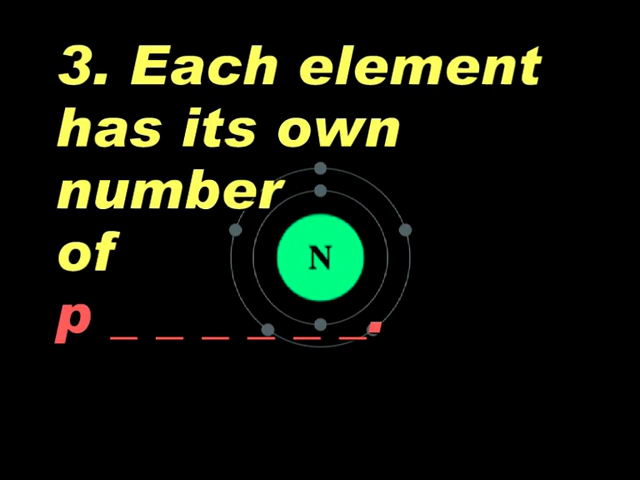 3. Each element
has its own
number
of
N
p _ _ _ _ _ _.